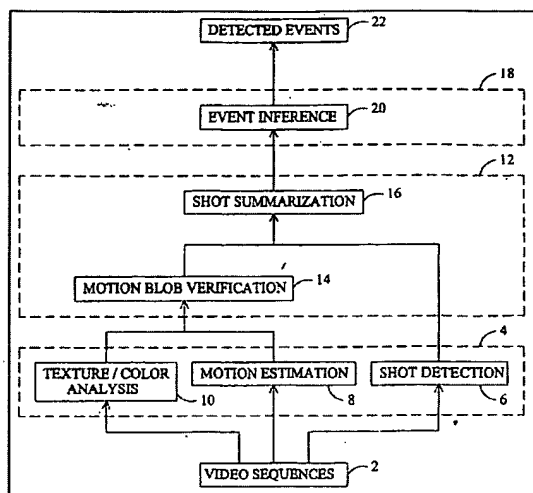 DETECTED EVENTS
22
18
EVENT INFERENCE
20
12
SHOT SUMMARIZATION
16
MOTION BLOB VERIFICATION
14
4
TEXTURE / COLOR
ANALYSIS
10
MOTION ESTIMATION
8
SHOT DETECTION
6
VIDEO SEQUENCES
2